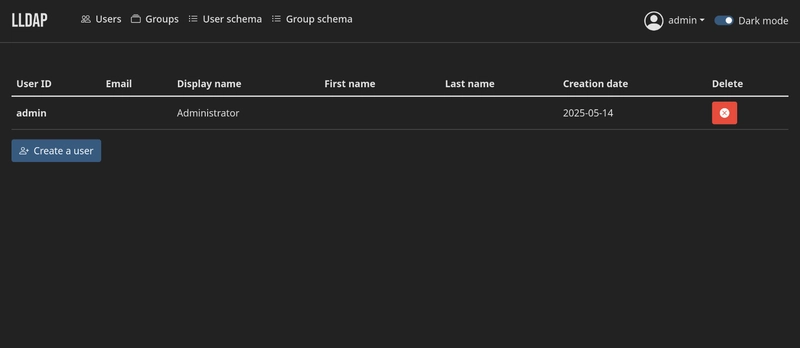 LLDAP Users Groups User schema Group schema admin Dark mode
User ID Email Display name First name Last name Creation date Delete
admin Administrator 2025-05-14
Create a user